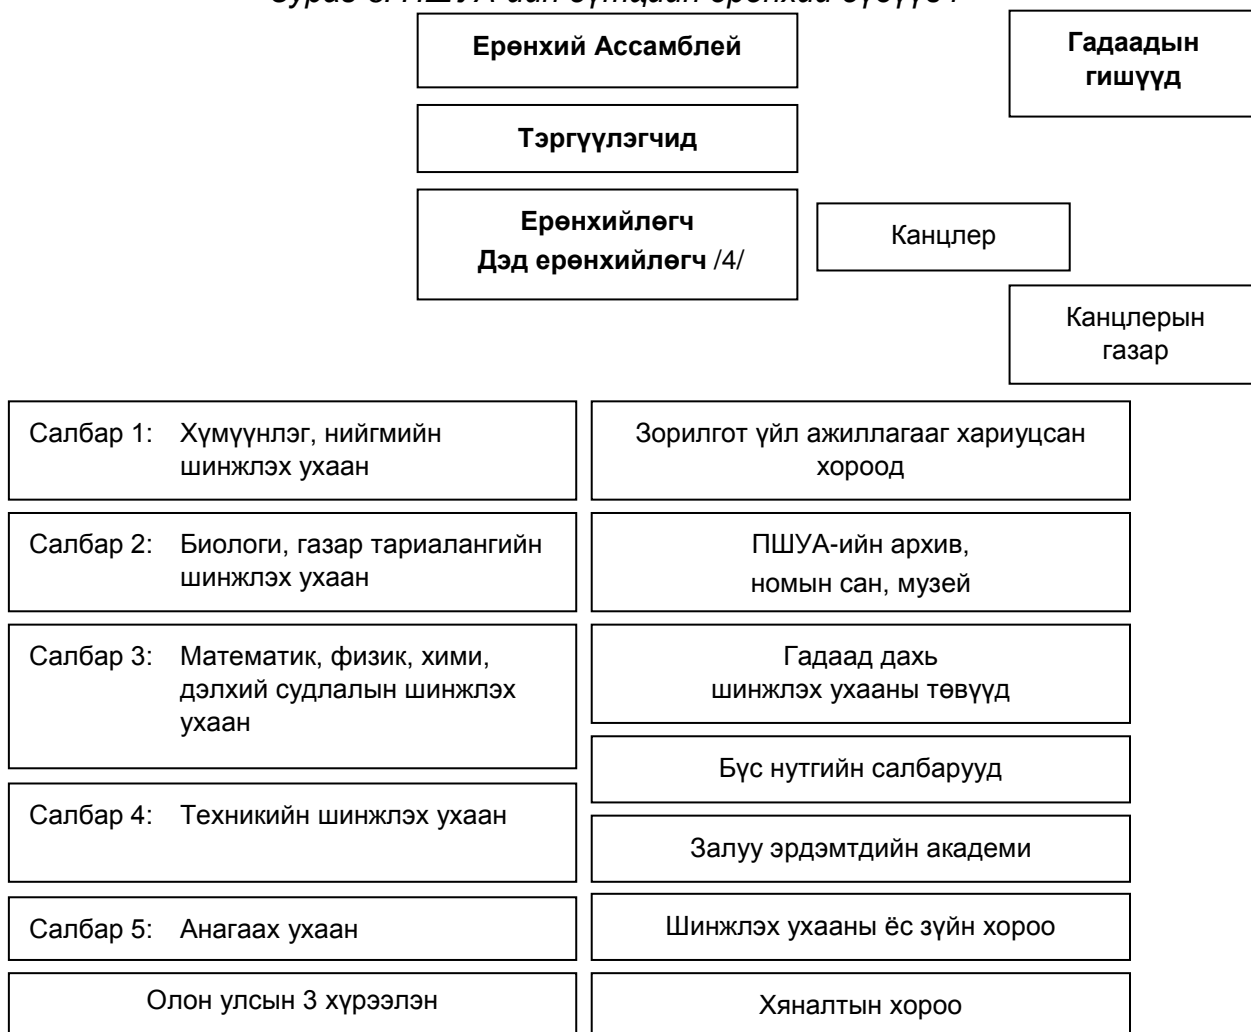 Ерөнхий Ассамблей
Гадаадын
гишүүд
Тэргүүлэгчид
Ерөнхийлөгч
Дэд ерөнхийлөгч /4/
Канцлер
Канцлерын
газар
Салбар 1: Хүмүүнлэг, нийгмийн
шинжлэх ухаан
Зорилгот үйл ажиллагааг хариуцсан
хороод
Салбар 2: Биологи, газар тариалангийн
шинжлэх ухаан
ПШУА-ийн архив,
номын сан, музей
Салбар 3: Математик, физик, хими,
дэлхий судлалын шинжлэх
ухаан
Гадаад дахь
шинжлэх ухааны төвүүд
Бүс нутгийн салбарууд
Салбар 4: Техникийн шинжлэх ухаан
Залуу эрдэмтдийн академи
Салбар 5: Анагаах ухаан
Шинжлэх ухааны ёс зүйн хороо
Олон улсын 3 хүрээлэн
Хяналтын хороо